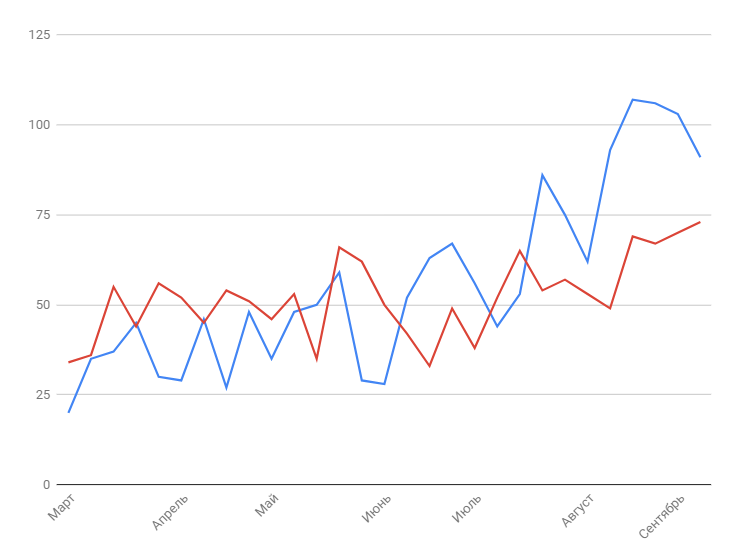 125
100
75
50
25
0
Март
Апрель
Май
Июнь
Июль
Август
Сентябрь